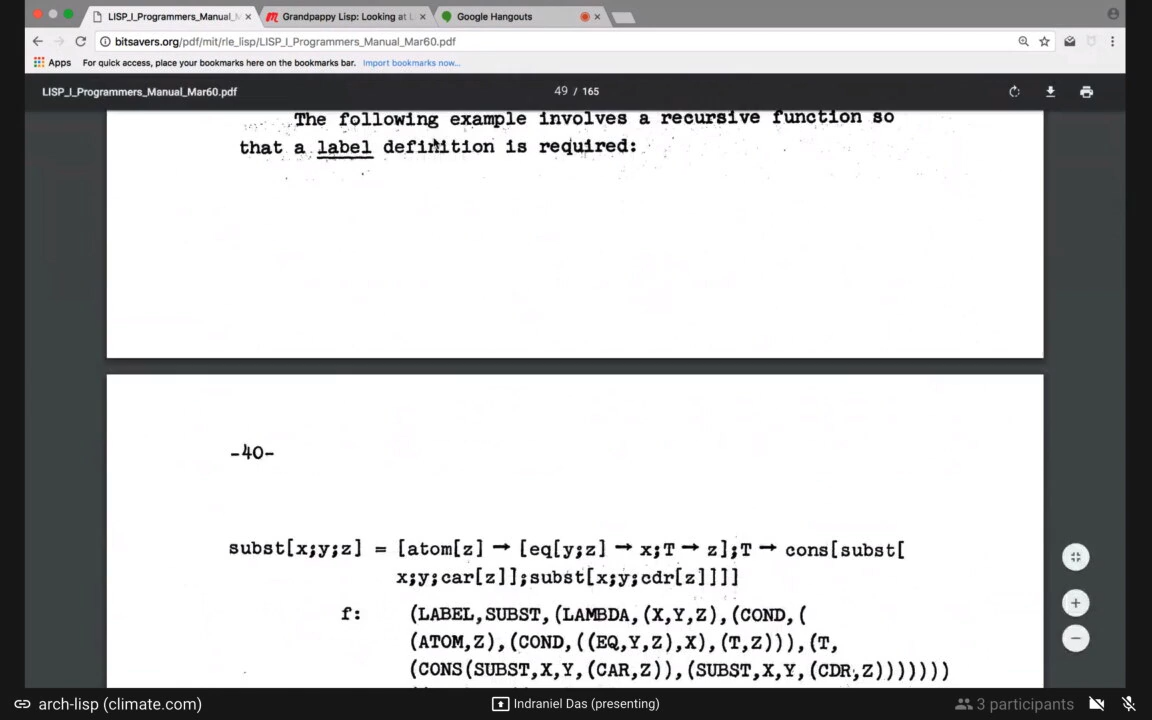 LISP_I_Programmers_Manual_M
Grandpappy Lisp: Looking at L
Google Hangouts
bitsavers.org/pdf/mit/rle_lisp/LISP_I_Programmers_Manual_Mar60.pdf
Apps For quick access, place your bookmarks here on the bookmarks bar. Import bookmarks now...
LISP_I_Programmers_Manual_Mar60.pdf 49 / 165
The following example involves a recursive function so
that a label definition is required:
-40-
subst[x;y;z] = [atom[z] → [eq[y;z] → x;T → z];T → cons[subst[
x;y;car[z]];subst[x;y;cdr[z]]]]
f: (LABEL,SUBST,(LAMBDA,(X,Y,Z),(COND,(
(ATOM,Z),(COND,((EQ,Y,Z),X),(T,Z))),(T,
(CONS(SUBST,X,Y,(CAR,Z)),(SUBST,X,Y,(CDR,Z)))))))
arch-lisp (climate.com) Indraniel Das (presenting) 3 participants